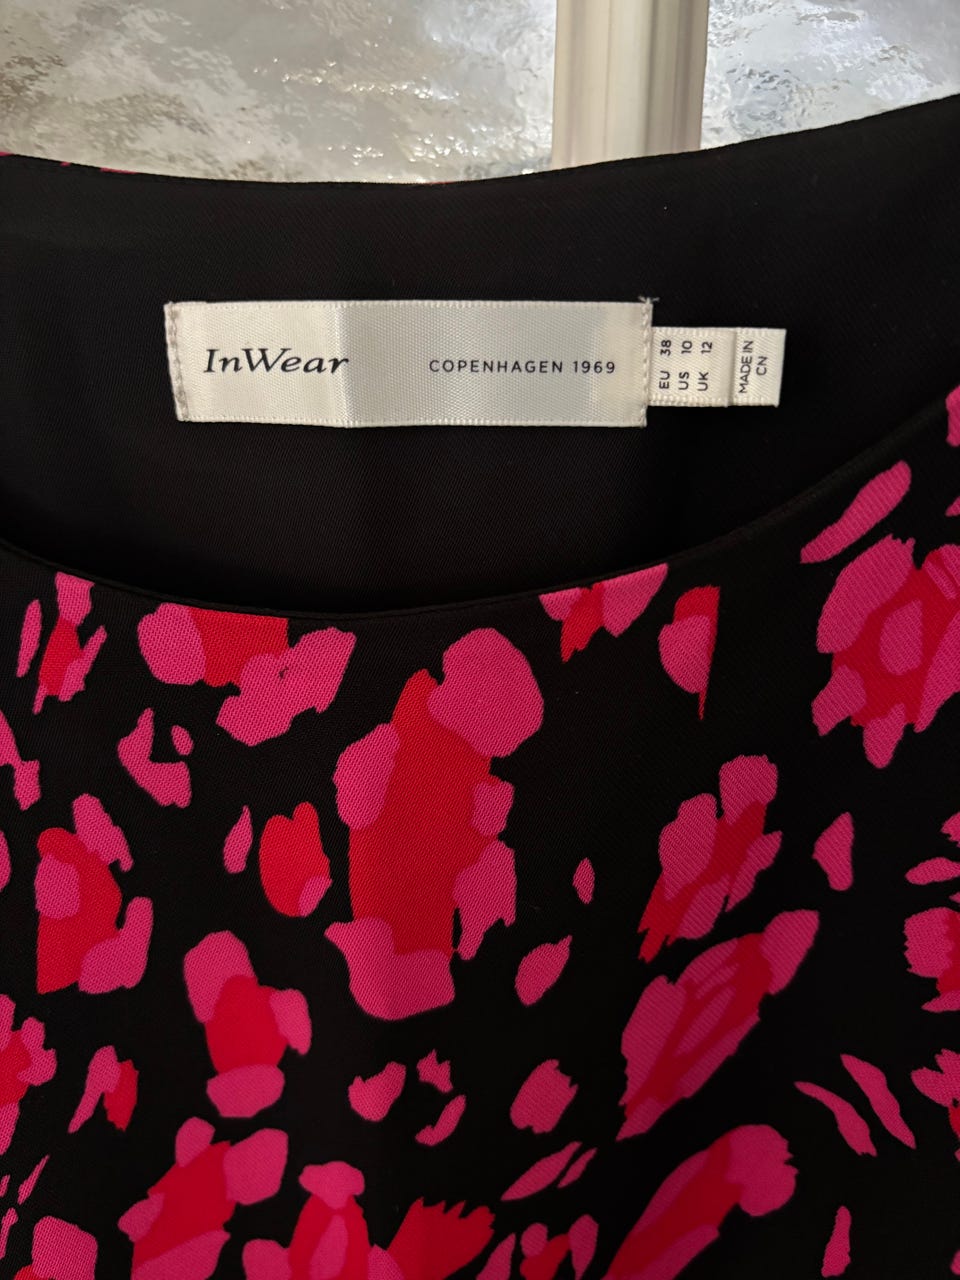 InWear
COPENHAGEN 1969
EU 38
US 10
UK 12
MADE IN
CN